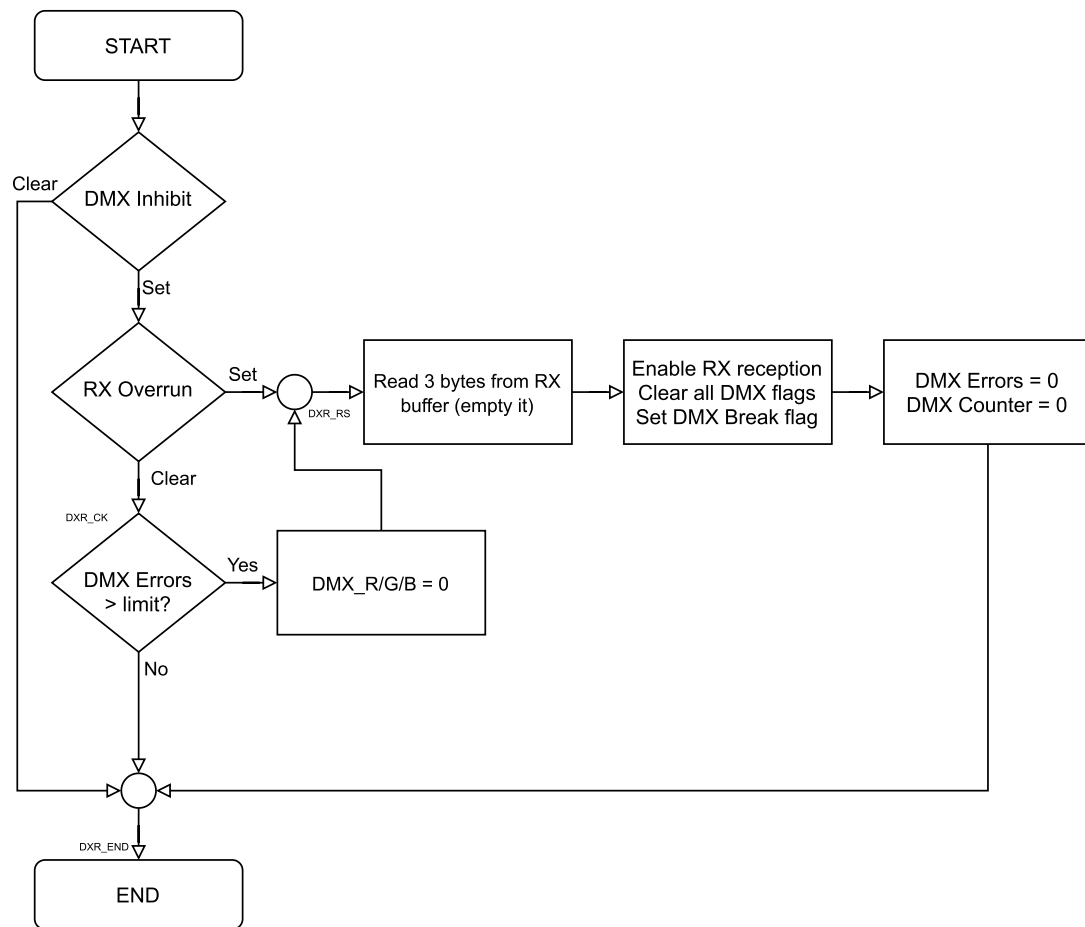 START
Clear
DMX Inhibit
Set
RX Overrun
Set
DXR_RS
Read 3 bytes from RX
buffer (empty it)
Enable RX reception
Clear all DMX flags
Set DMX Break flag
DMX Errors = 0
DMX Counter = 0
Clear
DXR_CK
DMX Errors
> limit?
Yes
DMX_R/G/B = 0
No
DXR_END
END